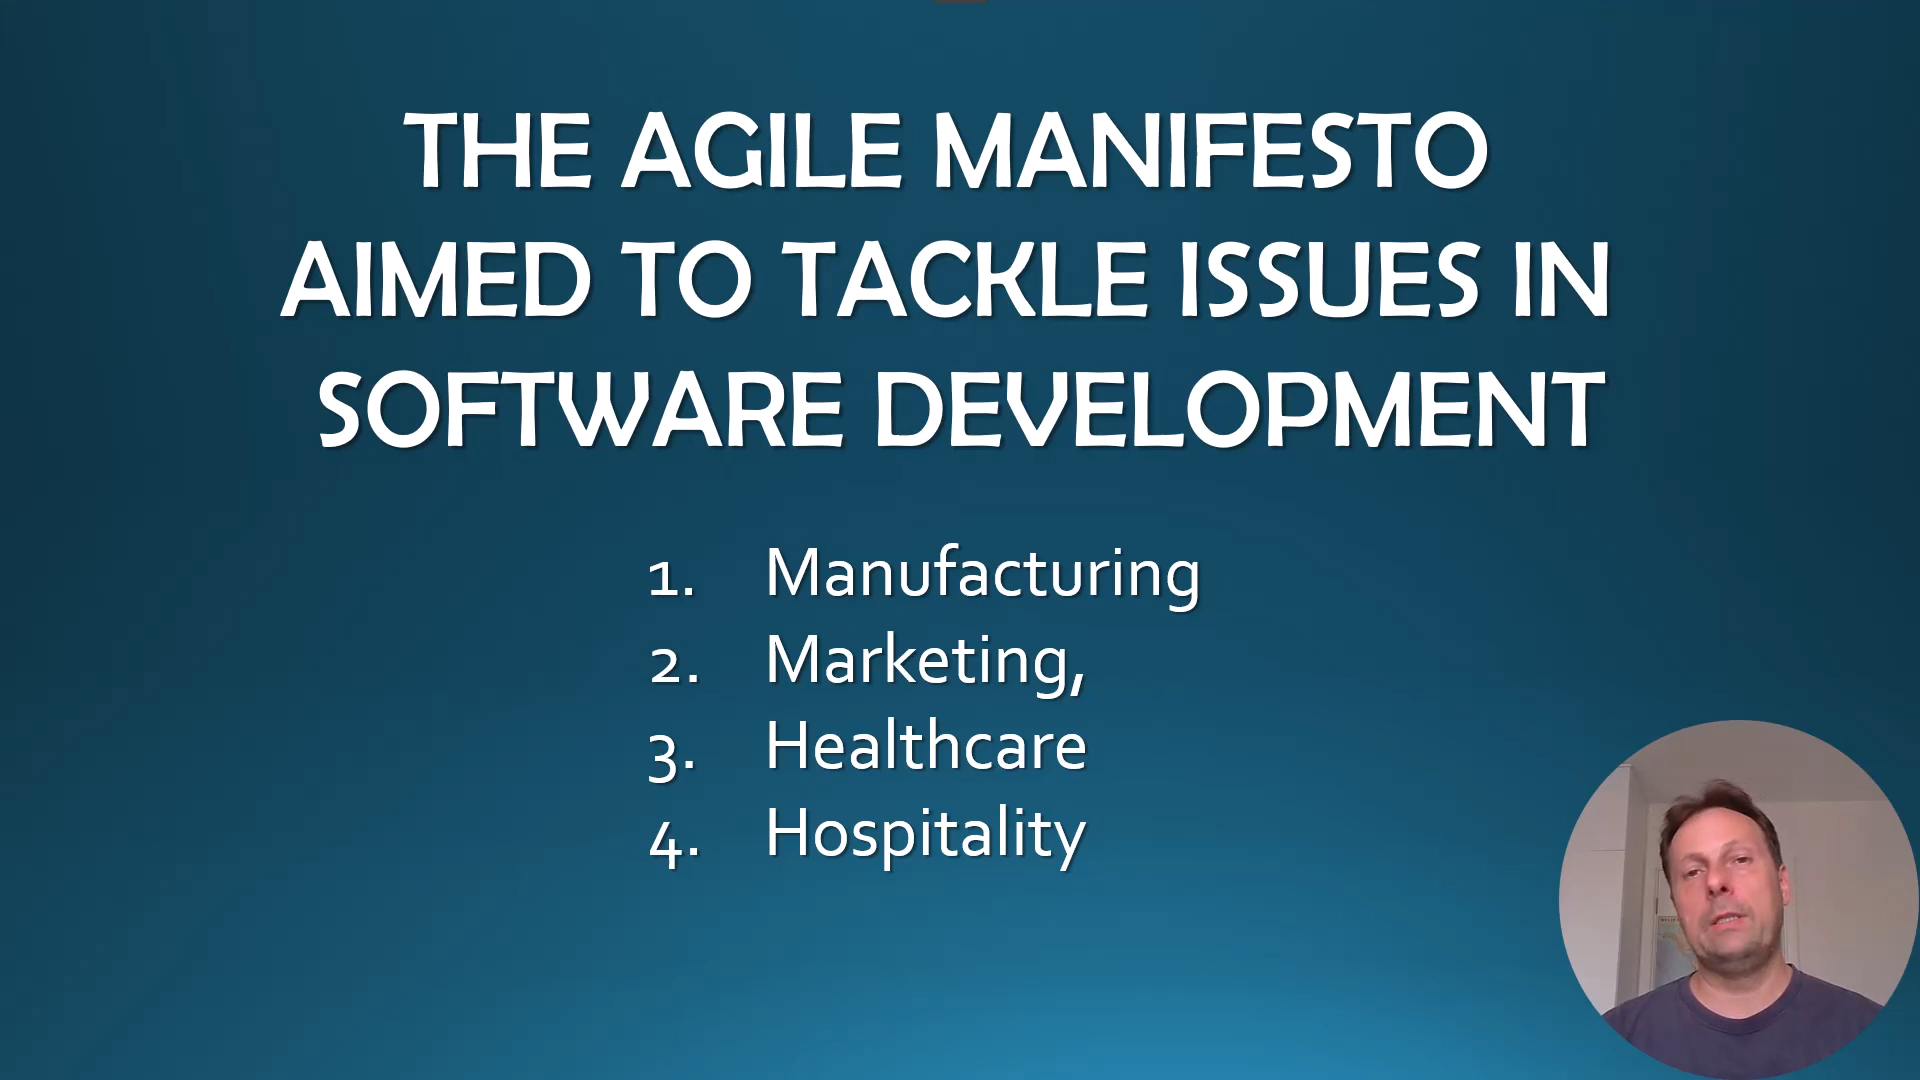 THE AGILE MANIFESTO
AIMED TO TACKLE ISSUES IN
SOFTWARE DEVELOPMENT
1. Manufacturing
2. Marketing,
3. Healthcare
4. Hospitality